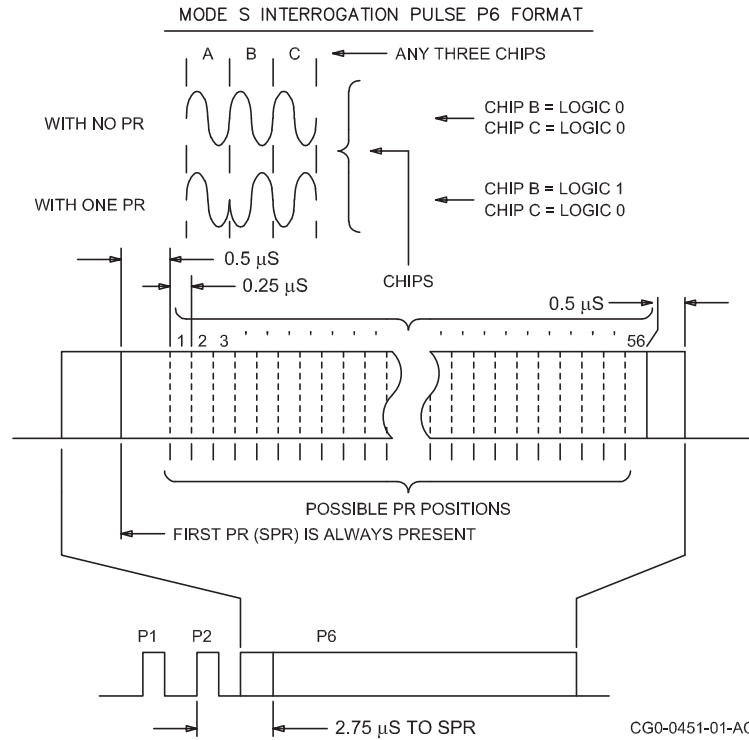 MODE S INTERROGATION PULSE P6 FORMAT
A B C
ANY THREE CHIPS
WITH NO PR
CHIP B = LOGIC 0
CHIP C = LOGIC 0
WITH ONE PR
CHIP B = LOGIC 1
CHIP C = LOGIC 0
0.5 μS
CHIPS
0.25 μS
0.5 μS
1 2 3 ' ' ' ' ' ' ' ' ' ' ' ' ' ' ' ' 56
POSSIBLE PR POSITIONS
FIRST PR (SPR) IS ALWAYS PRESENT
P1 P2 P6
2.75 μS TO SPR
CG0-0451-01-AC